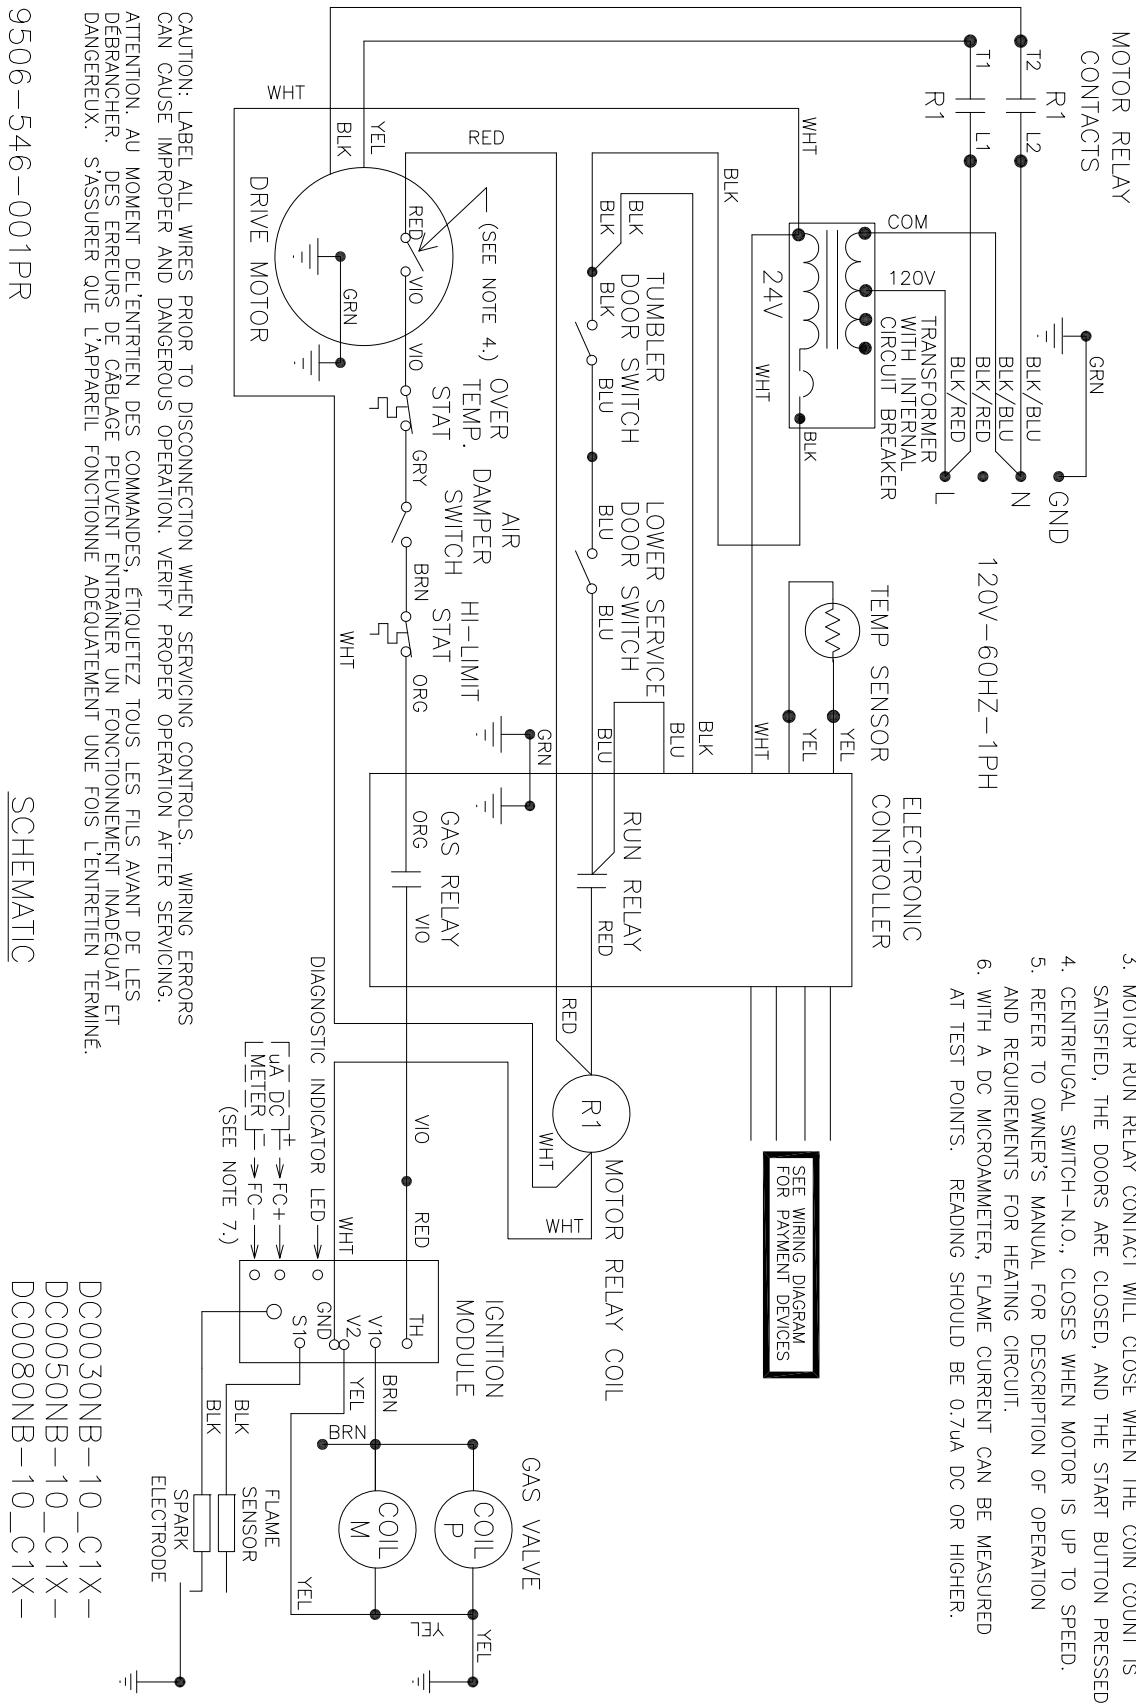 MOTOR RELAY
CONTACTS
T2
R1
L2
T1
R1
L1
GRN
GND
N
L
BLK/BLU
BLK/BLU
BLK/RED
BLK/RED
120V-60HZ-1PH
COM
120V
TRANSFORMER
WITH INTERNAL
CIRCUIT BREAKER
24V
WHT
WHT
BLK
BLK
WHT
TEMP SENSOR
YEL
YEL
ELECTRONIC
CONTROLLER
3. MOTOR RUN RELAY CONTACT WILL CLOSE WHEN THE COIN COUNT IS
SATISFIED, THE DOORS ARE CLOSED, AND THE START BUTTON PRESSED
4. CENTRIFUGAL SWITCH-N.O., CLOSES WHEN MOTOR IS UP TO SPEED.
5. REFER TO OWNER'S MANUAL FOR DESCRIPTION OF OPERATION
AND REQUIREMENTS FOR HEATING CIRCUIT.
6. WITH A DC MICROAMMETER, FLAME CURRENT CAN BE MEASURED
AT TEST POINTS. READING SHOULD BE 0.7uA DC OR HIGHER.
SEE WIRING DIAGRAM
FOR PAYMENT DEVICES
BLK
BLK
BLK
TUMBLER
DOOR SWITCH
BLU
BLU
LOWER SERVICE
DOOR SWITCH
BLU
BLK
BLU
BLU
RUN RELAY
RED
RED
R1
MOTOR RELAY COIL
WHT
WHT
WHT
RED
YEL
BLK
RED
VIO
(SEE NOTE 4.)
GRN
DRIVE MOTOR
VIO
OVER
TEMP.
STAT
GRY
AIR
DAMPER
SWITCH
BRN
HI-LIMIT
STAT
ORG
WHT
GRN
ORG
GAS RELAY
VIO
VIO
RED
WHT
DIAGNOSTIC INDICATOR LED
uA DC
METER
+
-
FC+
FC-
(SEE NOTE 7.)
IGNITION
MODULE
TH
V1
V2
GND
S1
BRN
YEL
BRN
GAS VALVE
COIL
P
COIL
M
YEL
YEL
YEL
BLK
BLK
FLAME
SENSOR
SPARK
ELECTRODE
CAUTION: LABEL ALL WIRES PRIOR TO DISCONNECTION WHEN SERVICING CONTROLS. WIRING ERRORS
CAN CAUSE IMPROPER AND DANGEROUS OPERATION. VERIFY PROPER OPERATION AFTER SERVICING.
ATTENTION. AU MOMENT DEL'ENTRTIEN DES COMMANDES, ÉTIQUETEZ TOUS LES FILS AVANT DE LES
DÉBRANCHER. DES ERREURS DE CÂBLAGE PEUVENT ENTRAÎNER UN FONCTIONNEMENT INADÉQUAT ET
DANGEREUX. S'ASSURER QUE L'APPAREIL FONCTIONNE ADÉQUATEMENT UNE FOIS L'ENTRETIEN TERMINÉ.
9506-546-001PR
SCHEMATIC
DC0030NB-10_C1X-
DC0050NB-10_C1X-
DC0080NB-10_C1X-